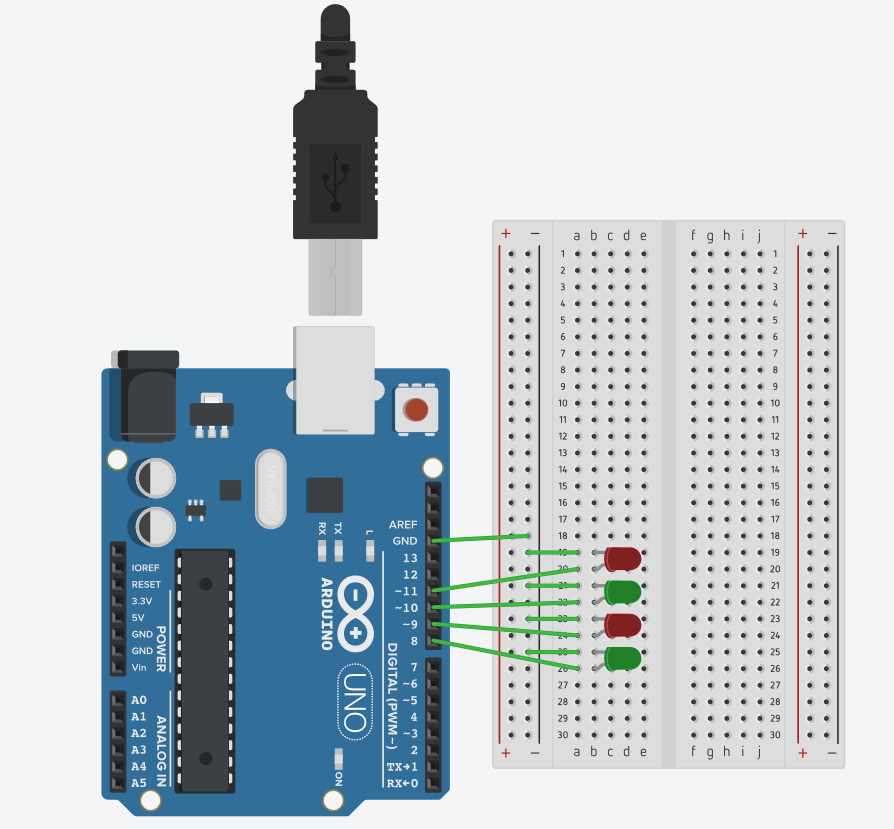 + − a b c d e f g h i j + −
1 1
2 2
3 3
4 4
5 5
6 6
7 7
8 8
9 9
10 10
11 11
12 12
13 13
14 14
15 15
16 16
17 17
18 18
19 19
20 20
21 21
22 22
23 23
24 24
25 25
26 26
27 27
28 28
29 29
30 30
+ − a b c d e f g h i j + −
RX TX L
AREF
GND
13
12
~11
~10
~9
8
7
~6
~5
4
~3
2
TX→1
RX←0
DIGITAL (PWM~)
ARDUINO
UNO
ON
IOREF
RESET
3.3V
5V
GND
GND
Vin
POWER
A0
A1
A2
A3
A4
A5
ANALOG IN